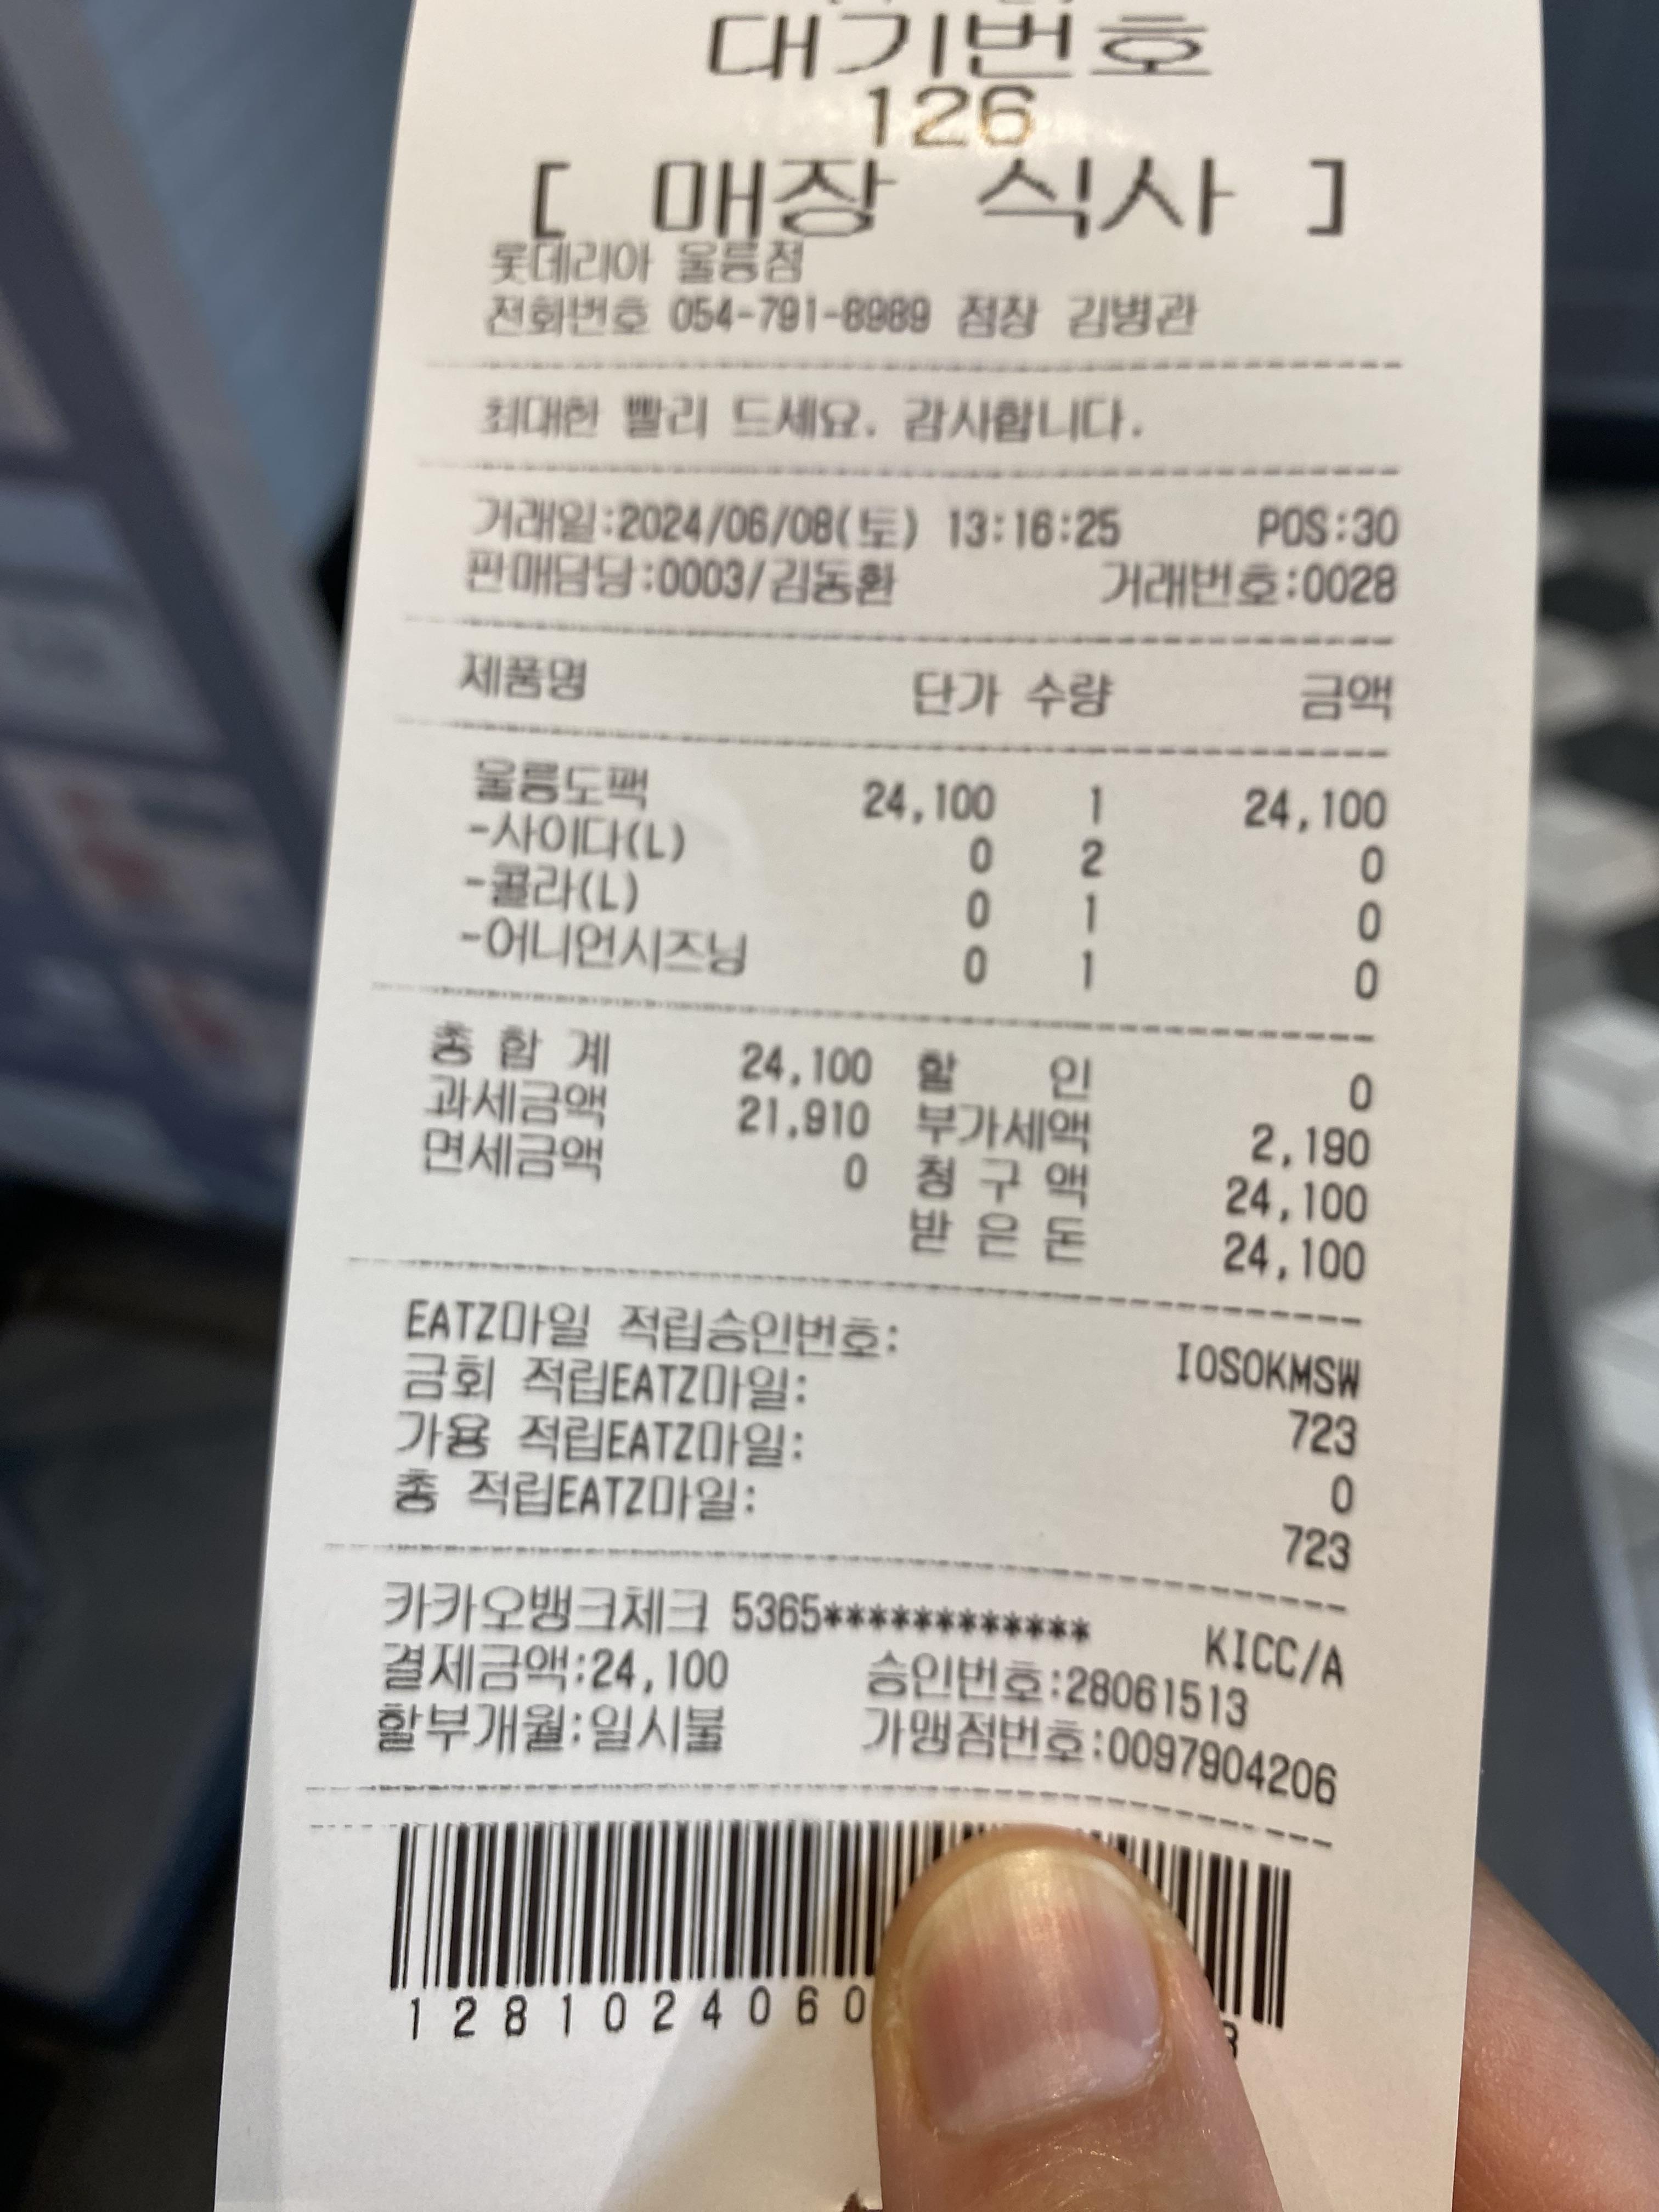 대기번호
126
[ 매장 식사 ]
롯데리아 울릉점
전화번호 054-791-8989 점장 김병관
최대한 빨리 드세요. 감사합니다.
거래일:2024/06/08(토) 13:16:25 POS:30
판매담당:0003/김동환 거래번호:0028
제품명 단가 수량 금액
울릉도팩 24,100 1 24,100
-사이다(L) 0 2 0
-콜라(L) 0 1 0
-어니언시즈닝 0 1 0
총 합 계 24,100 할 인 0
과세금액 21,910 부가세액 2,190
면세금액 0 청 구 액 24,100
받 은 돈 24,100
EATZ마일 적립승인번호: IOSOKMSW
금회 적립EATZ마일: 723
가용 적립EATZ마일: 0
총 적립EATZ마일: 723
카카오뱅크체크 5365************ KICC/A
결제금액:24,100 승인번호:28061513
할부개월:일시불 가맹점번호:0097904206
1281024060